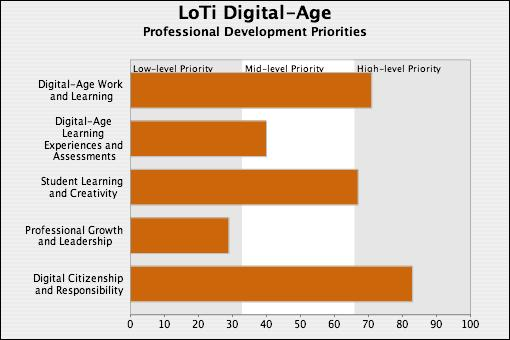 LoTi Digital-Age
Professional Development Priorities
Low-level Priority
Mid-level Priority
High-level Priority
Digital-Age Work
and Learning
Digital-Age
Learning
Experiences and
Assessments
Student Learning
and Creativity
Professional Growth
and Leadership
Digital Citizenship
and Responsibility
0 10 20 30 40 50 60 70 80 90 100